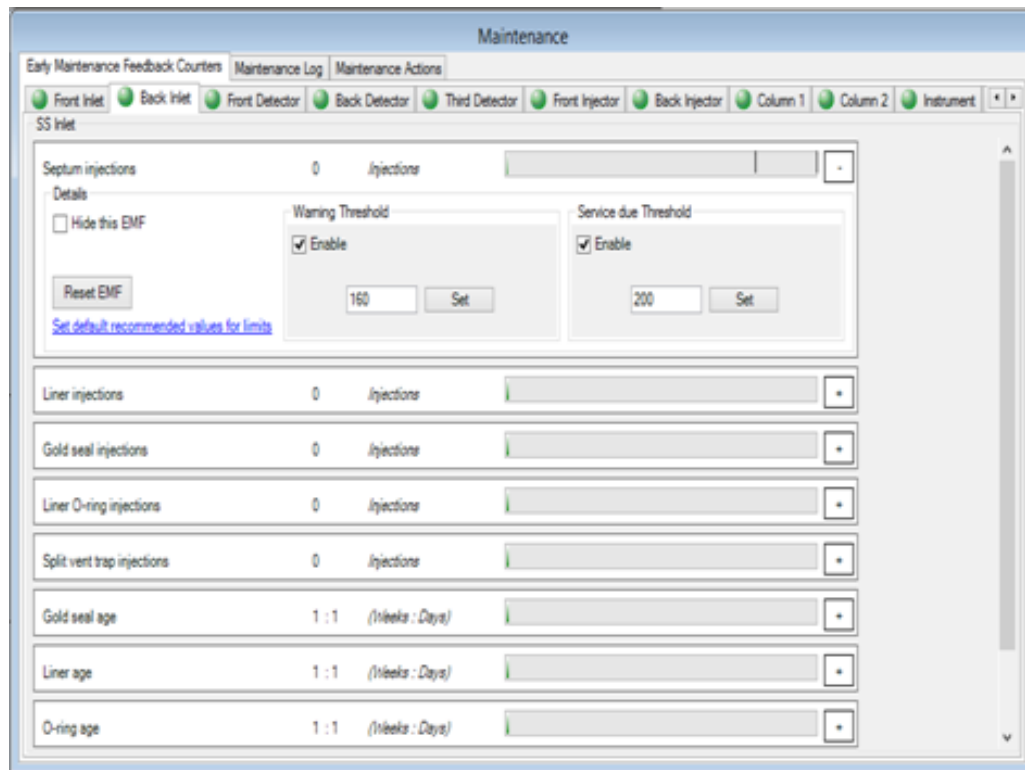 Maintenance
Early Maintenance Feedback Counters Maintenance Log Maintenance Actions
Front Inlet Back Inlet Front Detector Back Detector Third Detector Front Injector Back Injector Column 1 Column 2 Instrument
SS Inlet
Septum injections 0 Injections -
Details
Hide this EMF
Warning Threshold
Enable
160 Set
Service due Threshold
Enable
200 Set
Reset EMF
Set default recommended values for limits
Liner injections 0 Injections +
Gold seal injections 0 Injections +
Liner O-ring injections 0 Injections +
Split vent trap injections 0 Injections +
Gold seal age 1 : 1 (Weeks : Days) +
Liner age 1 : 1 (Weeks : Days) +
O-ring age 1 : 1 (Weeks : Days) +